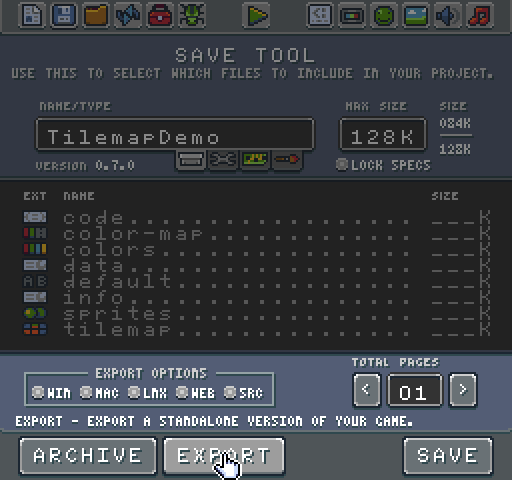 SAVE TOOL
USE THIS TO SELECT WHICH FILES TO INCLUDE IN YOUR PROJECT.
NAME/TYPE MAX SIZE SIZE
TilemapDemo 128K 084K
128K
VERSION 0.7.0 LOCK SPECS
EXT NAME SIZE
code.................. ___K
color-map............. ___K
colors................ ___K
data.................. ___K
AB default............... ___K
info.................. ___K
sprites............... ___K
tilemap............... ___K
TOTAL PAGES
EXPORT OPTIONS
WIN MAC LNX WEB SRC < 01 >
EXPORT - EXPORT A STANDALONE VERSION OF YOUR GAME.
ARCHIVE EXPORT SAVE